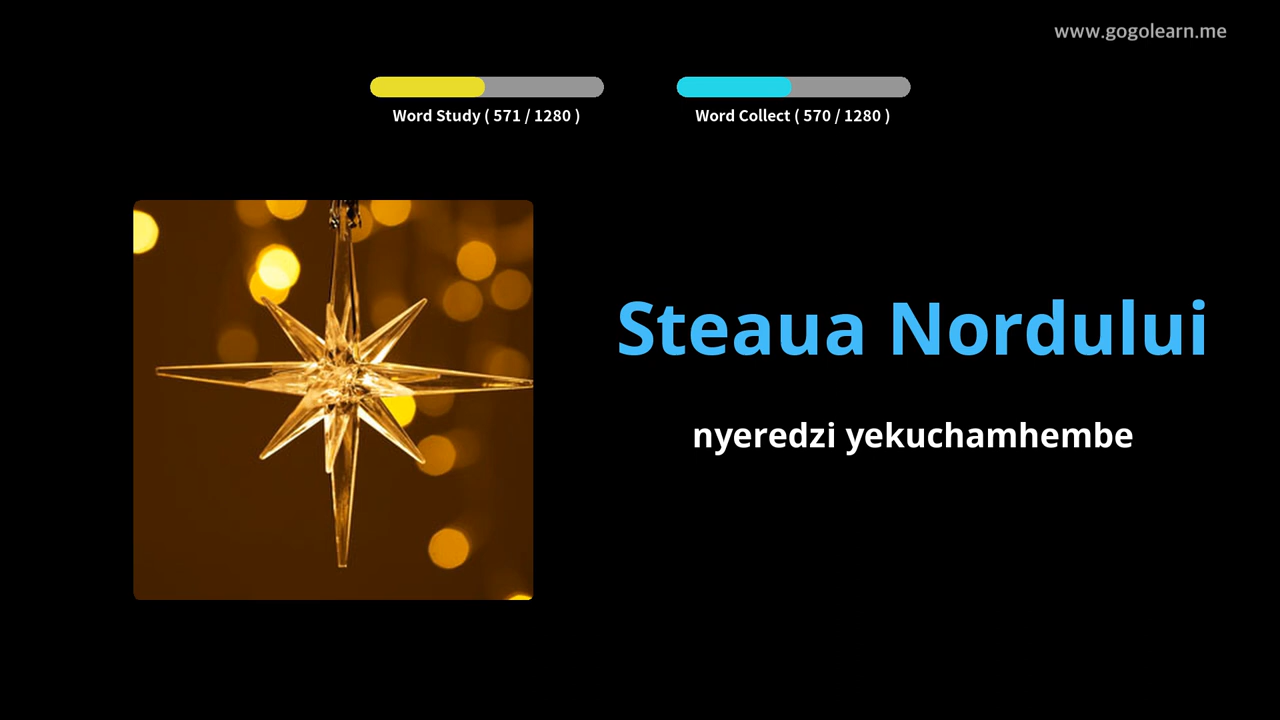 www.gogolearn.me
Word Study ( 571 / 1280 )
Word Collect ( 570 / 1280 )
Steaua Nordului
nyeredzi yekuchamhembe